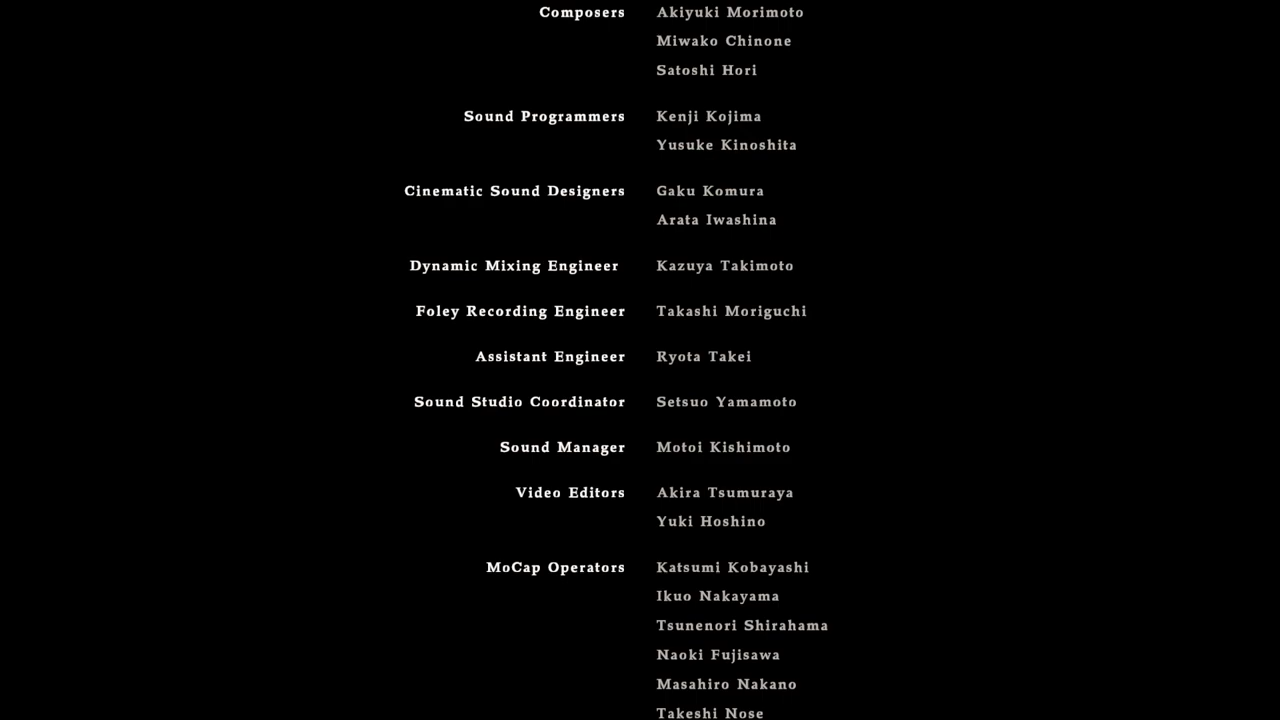 Composers Akiyuki Morimoto
Miwako Chinone
Satoshi Hori
Sound Programmers Kenji Kojima
Yusuke Kinoshita
Cinematic Sound Designers Gaku Komura
Arata Iwashina
Dynamic Mixing Engineer Kazuya Takimoto
Foley Recording Engineer Takashi Moriguchi
Assistant Engineer Ryota Takei
Sound Studio Coordinator Setsuo Yamamoto
Sound Manager Motoi Kishimoto
Video Editors Akira Tsumuraya
Yuki Hoshino
MoCap Operators Katsumi Kobayashi
Ikuo Nakayama
Tsunenori Shirahama
Naoki Fujisawa
Masahiro Nakano
Takeshi Nose